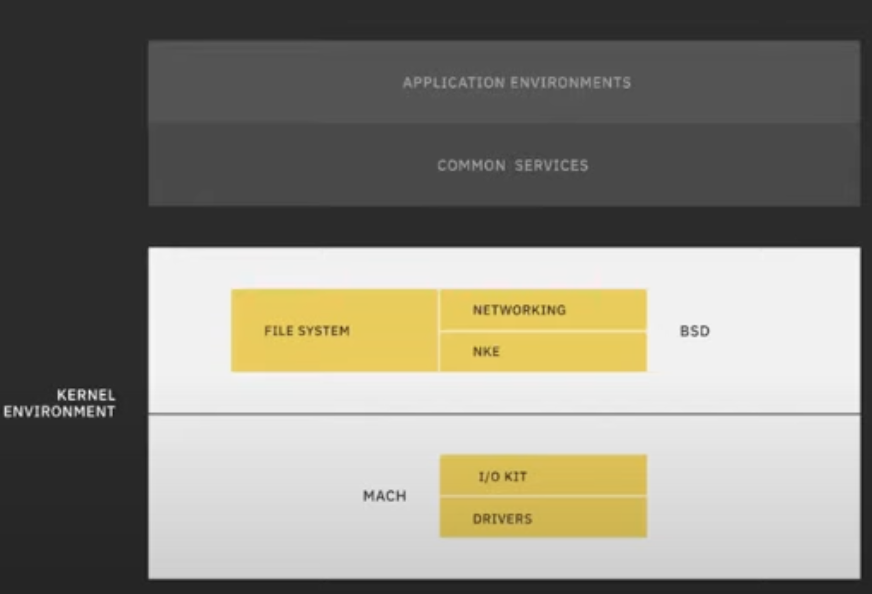 APPLICATION ENVIRONMENTS
COMMON SERVICES
FILE SYSTEM
NETWORKING
NKE
BSD
KERNEL
ENVIRONMENT
MACH
I/O KIT
DRIVERS